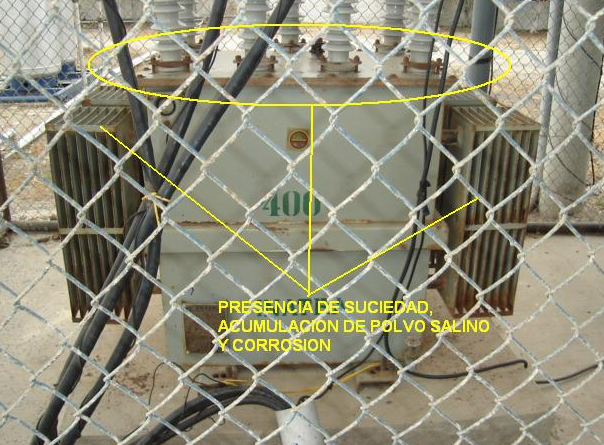 400
PRESENCIA DE SUCIEDAD,
ACUMULACION DE POLVO SALINO
Y CORROSION